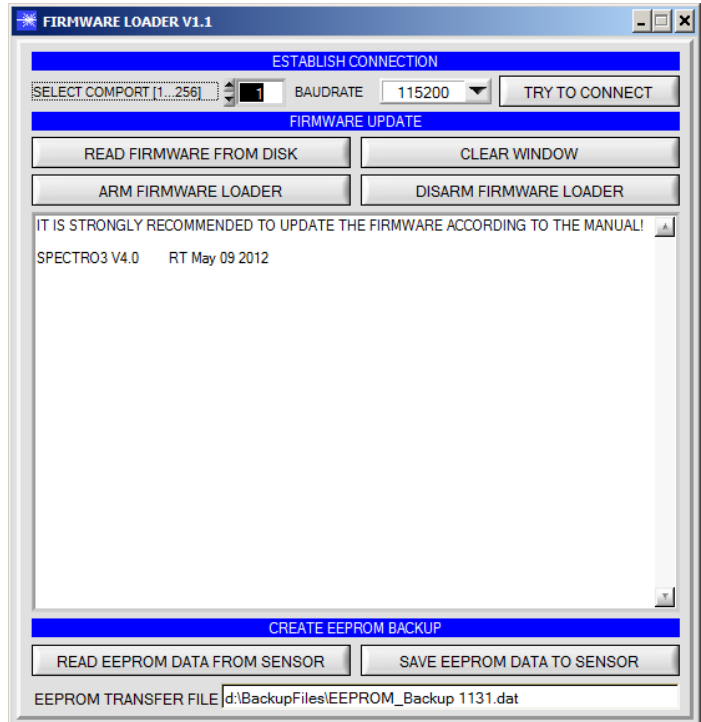 FIRMWARE LOADER V1.1
ESTABLISH CONNECTION
SELECT COMPORT [1...256] 1 BAUDRATE 115200 TRY TO CONNECT
FIRMWARE UPDATE
READ FIRMWARE FROM DISK CLEAR WINDOW
ARM FIRMWARE LOADER DISARM FIRMWARE LOADER
IT IS STRONGLY RECOMMENDED TO UPDATE THE FIRMWARE ACCORDING TO THE MANUAL!
SPECTRO3 V4.0 RT May 09 2012
CREATE EEPROM BACKUP
READ EEPROM DATA FROM SENSOR SAVE EEPROM DATA TO SENSOR
EEPROM TRANSFER FILE d:\BackupFiles\EEPROM_Backup 1131.dat